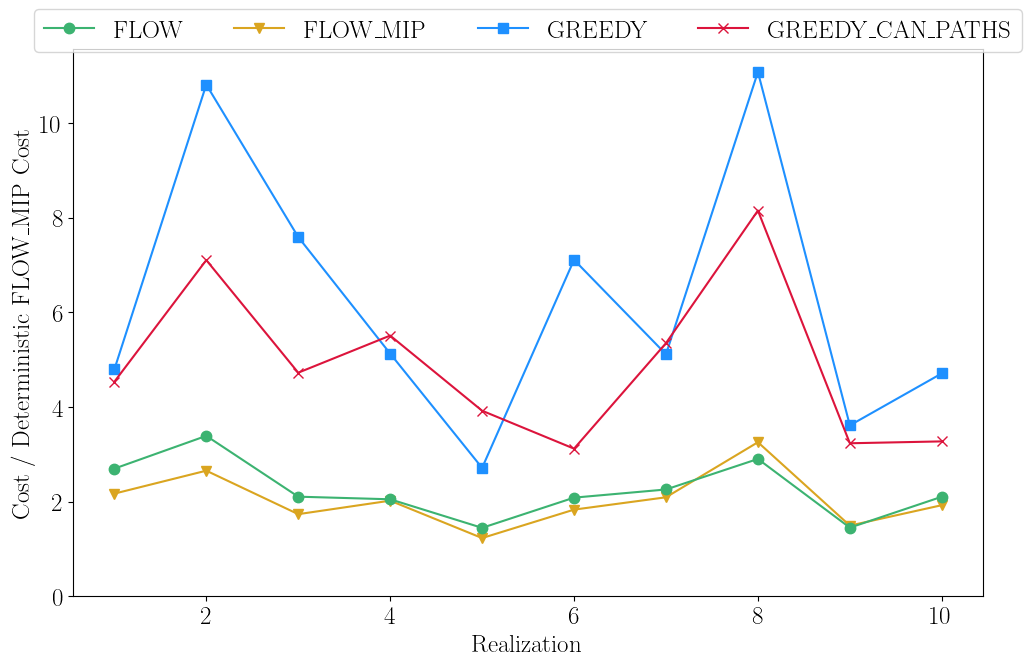 FLOW FLOW_MIP GREEDY GREEDY_CAN_PATHS
Cost / Deterministic FLOW_MIP Cost
10
8
6
4
2
0
2 4 6 8 10
Realization